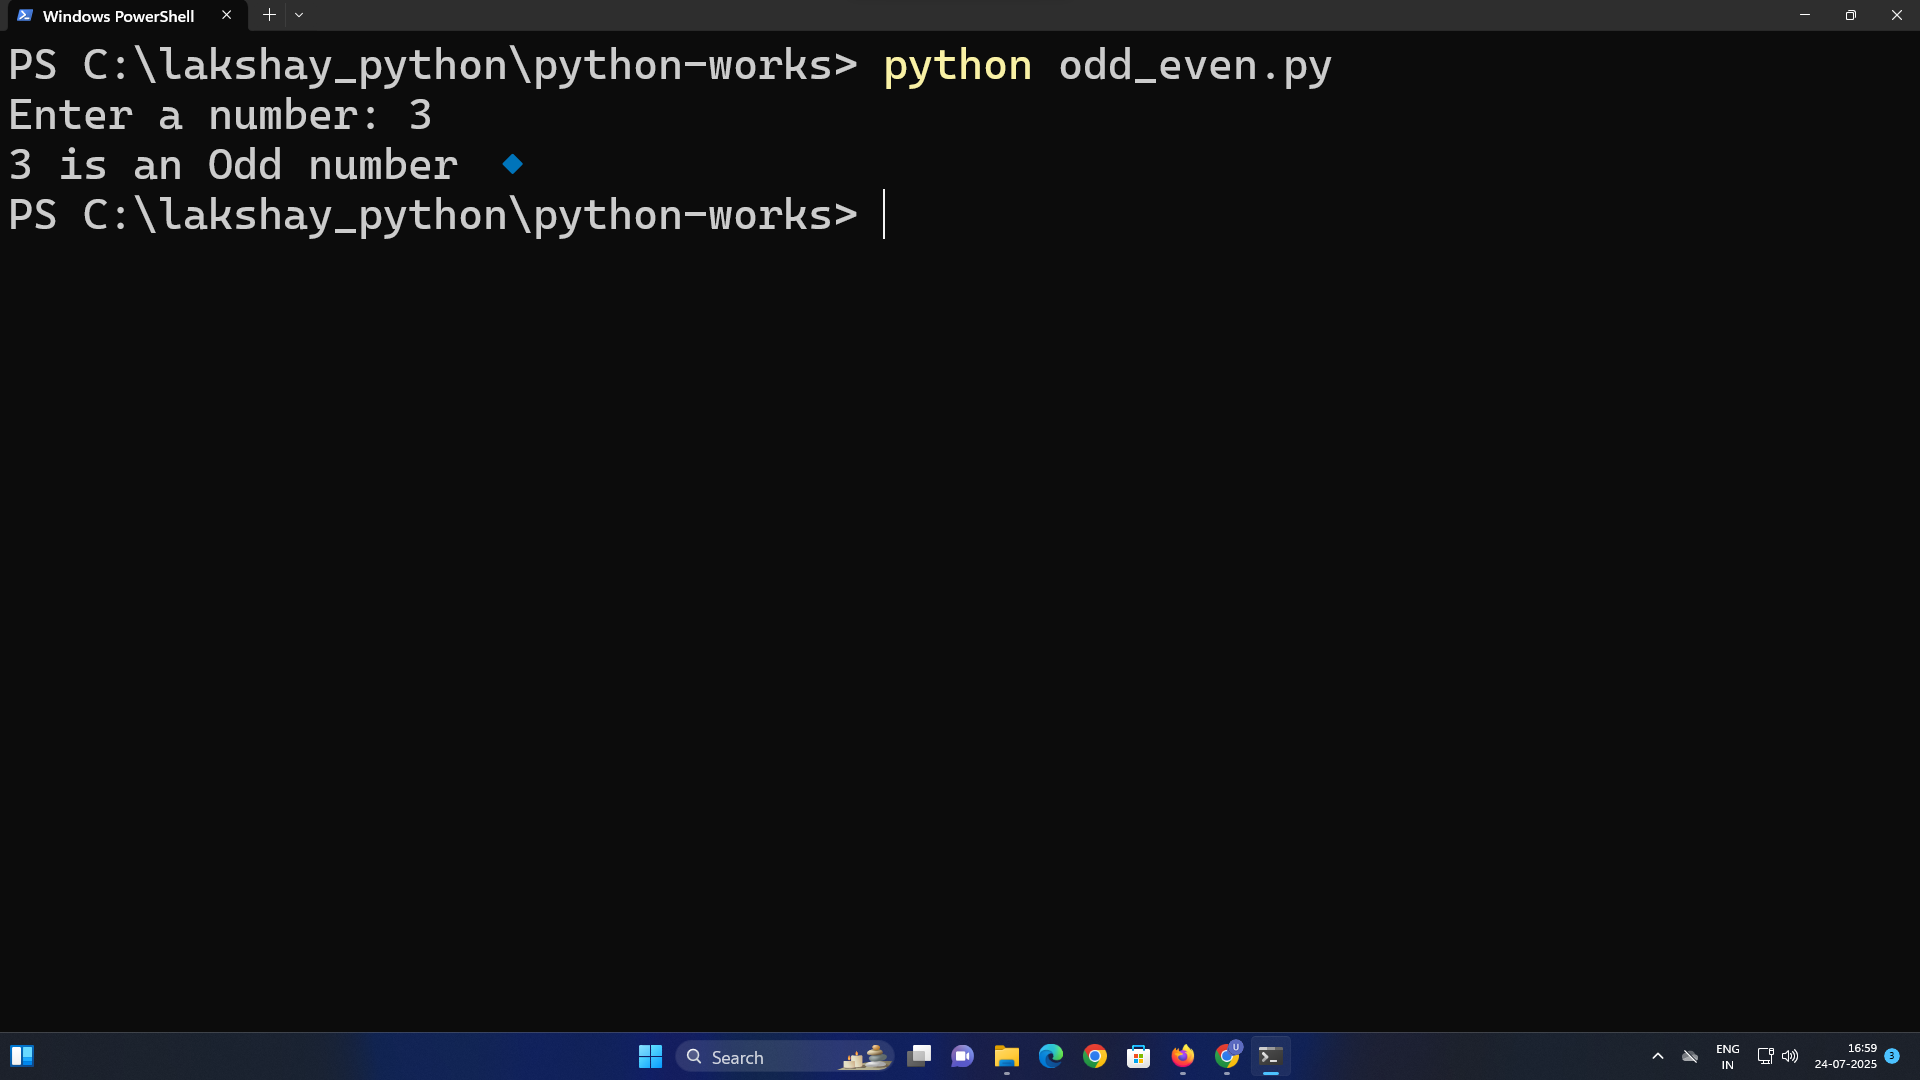 Windows PowerShell
PS C:\lakshay_python\python-works> python odd_even.py
Enter a number: 3
3 is an Odd number 🔹
PS C:\lakshay_python\python-works>
Search
U
ENG
IN
16:59
24-07-2025
3